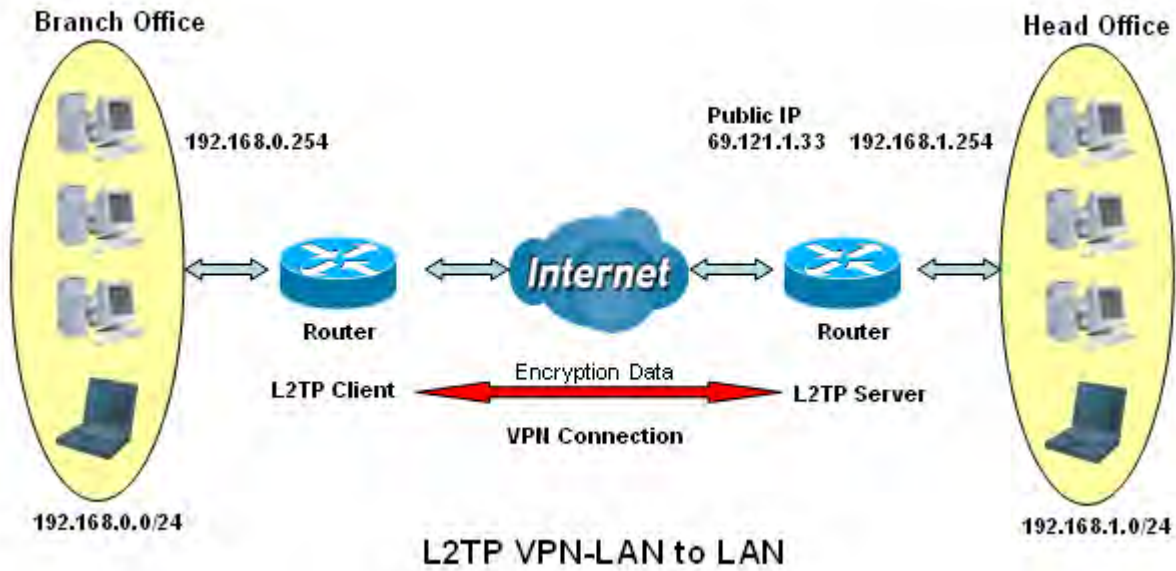 Branch Office
Head Office
192.168.0.254
Public IP
69.121.1.33 192.168.1.254
Internet
Router
Router
L2TP Client
Encryption Data
L2TP Server
VPN Connection
192.168.0.0/24
192.168.1.0/24
L2TP VPN-LAN to LAN